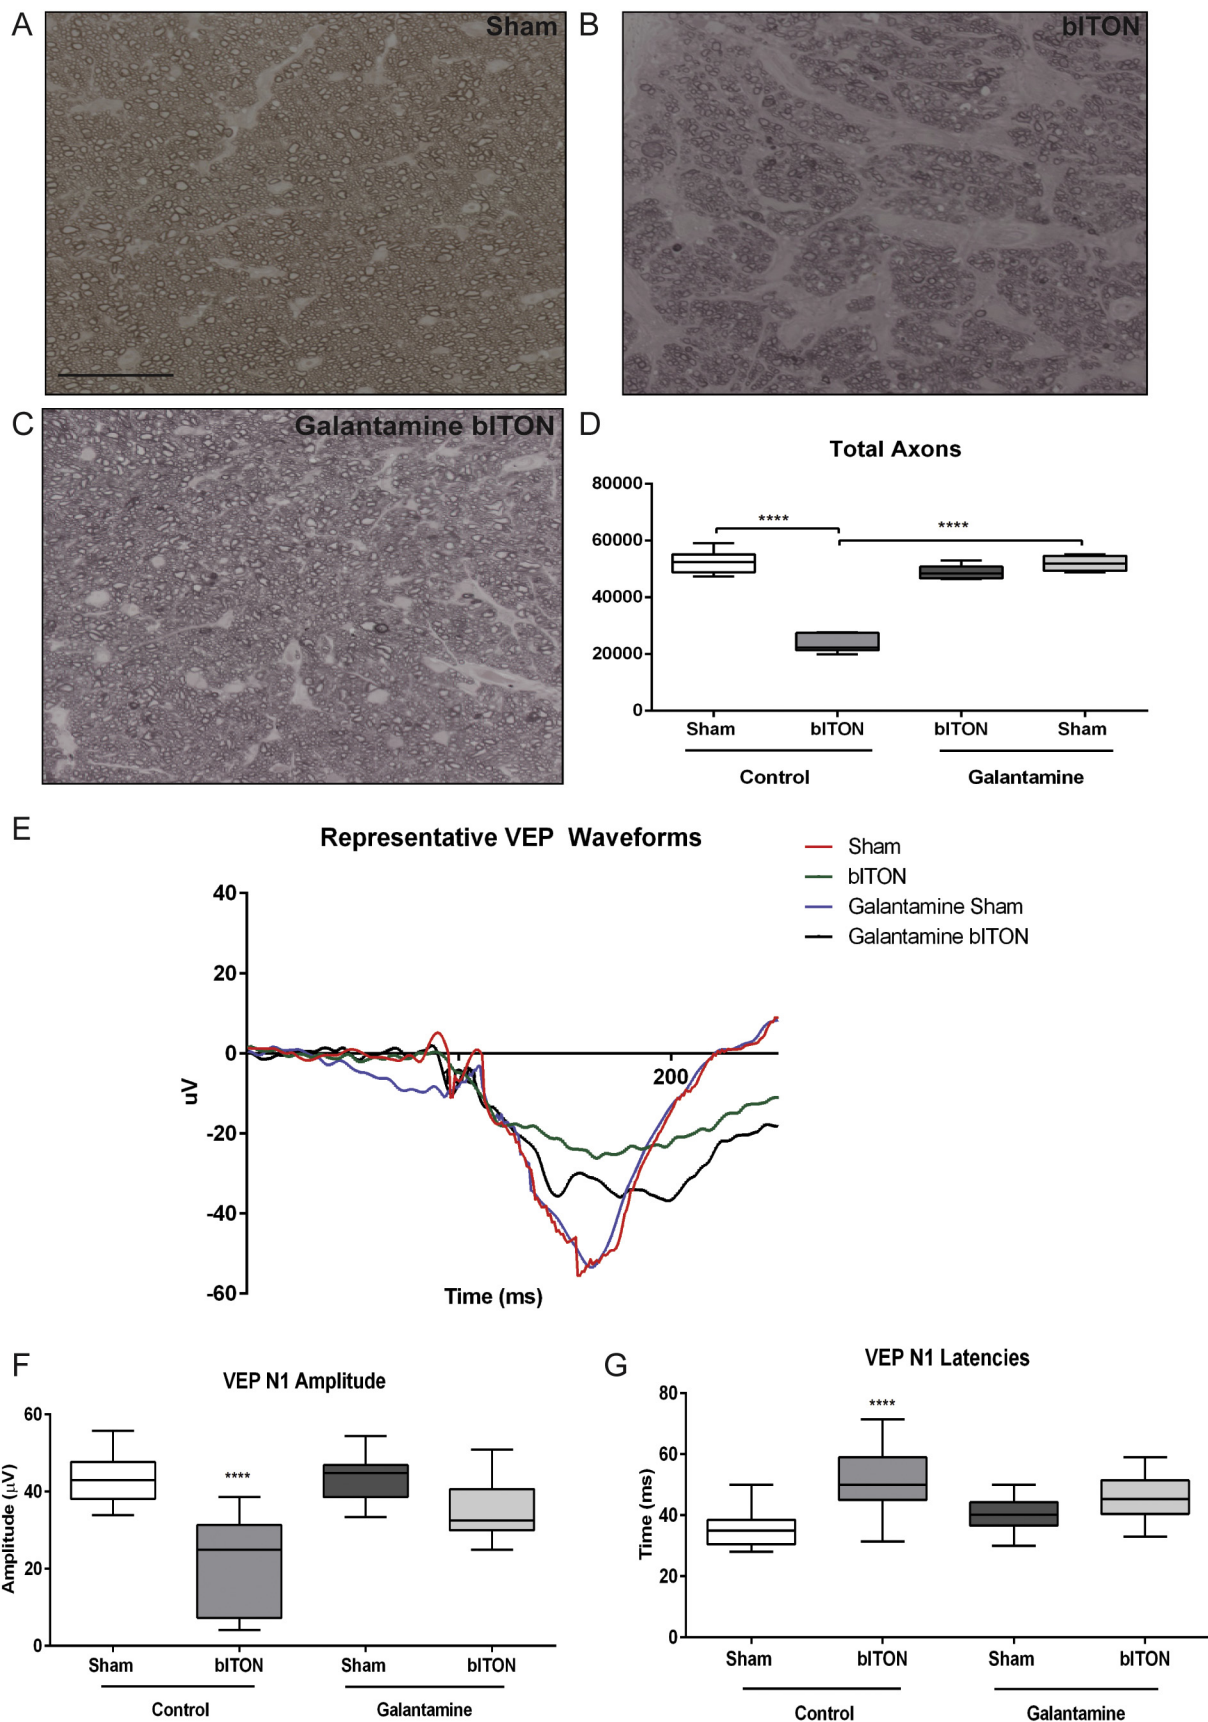 A
Sham
B
bITON
C
Galantamine bITON
D
Total Axons
80000
60000
40000
20000
0
****
****
Sham
bITON
bITON
Sham
Control
Galantamine
E
Representative VEP Waveforms
Sham
bITON
Galantamine Sham
Galantamine bITON
40
20
0
-20
-40
-60
uV
200
Time (ms)
F
VEP N1 Amplitude
60
40
20
0
Amplitude (μV)
****
Sham
bITON
Sham
bITON
Control
Galantamine
G
VEP N1 Latencies
80
60
40
20
0
Time (ms)
****
Sham
bITON
Sham
bITON
Control
Galantamine